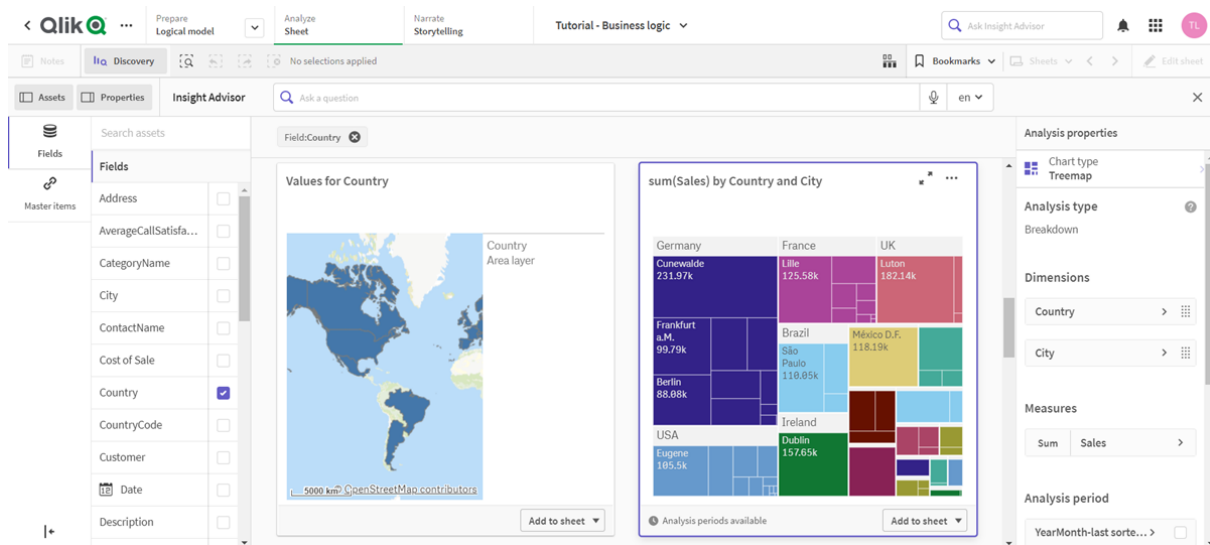 Qlik
Prepare
Logical model
Analyze
Sheet
Narrate
Storytelling
Tutorial - Business logic
Ask Insight Advisor
TL
Notes
Discovery
No selections applied
Bookmarks
Sheets
Edit sheet
Assets
Properties
Insight Advisor
Ask a question
en
Fields
Master items
Search assets
Fields
Address
AverageCallSatisfa...
CategoryName
City
ContactName
Cost of Sale
Country
CountryCode
Customer
Date
Description
Field:Country
Values for Country
Country
Area layer
5000 km
© OpenStreetMap contributors
Add to sheet
sum(Sales) by Country and City
Germany
France
UK
Cunewalde
231.97k
Lille
125.58k
Luton
182.14k
Frankfurt
a.M.
99.79k
Brazil
São
Paulo
110.05k
México D.F.
118.19k
Berlin
88.08k
USA
Eugene
105.5k
Ireland
Dublin
157.65k
Analysis periods available
Add to sheet
Analysis properties
Chart type
Treemap
Analysis type
Breakdown
Dimensions
Country
City
Measures
Sum
Sales
Analysis period
YearMonth-last sorte...